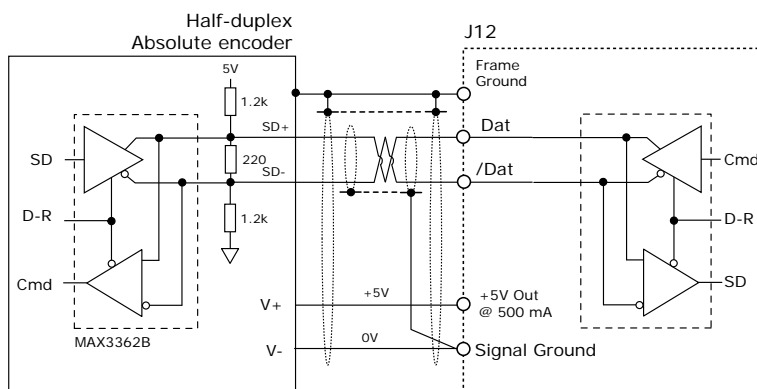 Half-duplex
Absolute encoder
J12
5V
1.2k
Frame
Ground
SD+
Dat
SD
220
Cmd
SD-
/Dat
D-R
1.2k
D-R
Cmd
SD
V+
+5V
+5V Out
@ 500 mA
MAX3362B
V-
0V
Signal Ground